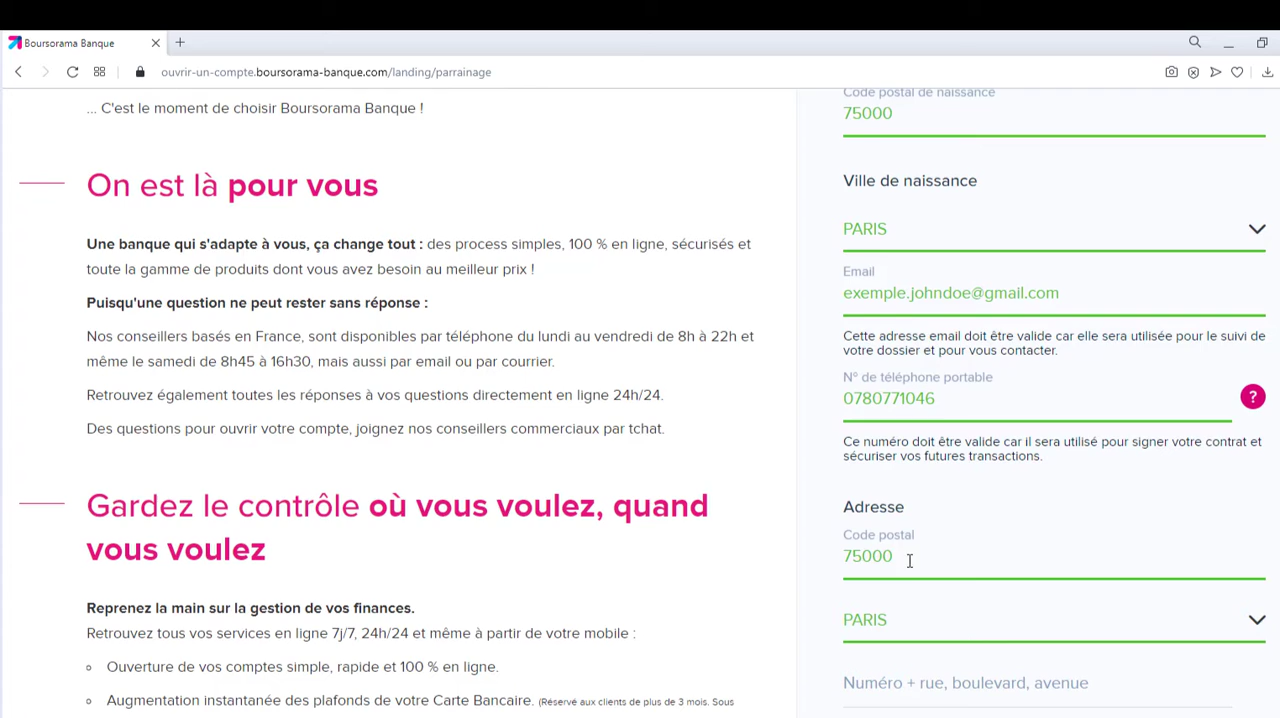 Boursorama Banque
ouvrir-un-compte.boursorama-banque.com/landing/parrainage
... C'est le moment de choisir Boursorama Banque !
On est là pour vous
Une banque qui s'adapte à vous, ça change tout : des process simples, 100 % en ligne, sécurisés et
toute la gamme de produits dont vous avez besoin au meilleur prix !
Puisqu'une question ne peut rester sans réponse :
Nos conseillers basés en France, sont disponibles par téléphone du lundi au vendredi de 8h à 22h et
même le samedi de 8h45 à 16h30, mais aussi par email ou par courrier.
Retrouvez également toutes les réponses à vos questions directement en ligne 24h/24.
Des questions pour ouvrir votre compte, joignez nos conseillers commerciaux par tchat.
Gardez le contrôle où vous voulez, quand
vous voulez
Reprenez la main sur la gestion de vos finances.
Retrouvez tous vos services en ligne 7j/7, 24h/24 et même à partir de votre mobile :
Ouverture de vos comptes simple, rapide et 100 % en ligne.
Augmentation instantanée des plafonds de votre Carte Bancaire. (Réservé aux clients de plus de 3 mois. Sous
Code postal de naissance
75000
Ville de naissance
PARIS
Email
exemple.johndoe@gmail.com
Cette adresse email doit être valide car elle sera utilisée pour le suivi de
votre dossier et pour vous contacter.
N° de téléphone portable
0780771046
?
Ce numéro doit être valide car il sera utilisé pour signer votre contrat et
sécuriser vos futures transactions.
Adresse
Code postal
75000
PARIS
Numéro + rue, boulevard, avenue